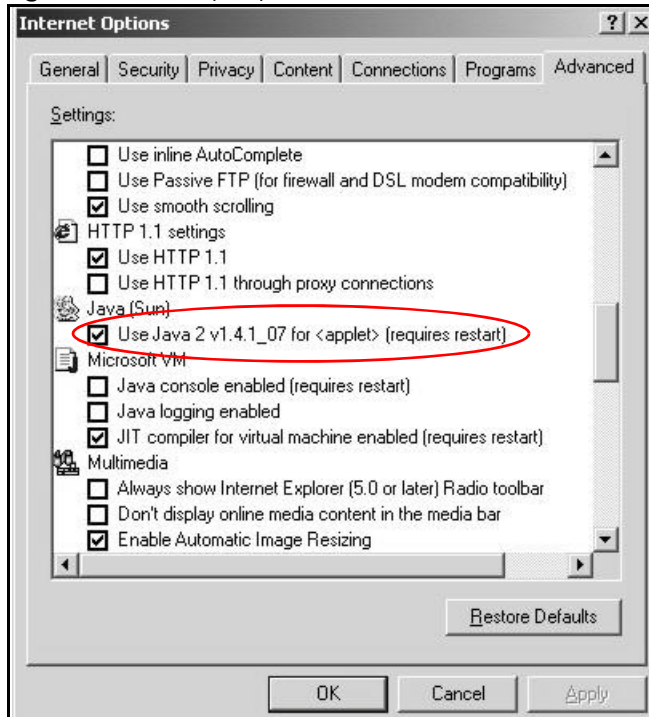 Internet Options
General Security Privacy Content Connections Programs Advanced
Settings:
Use inline AutoComplete
Use Passive FTP (for firewall and DSL modem compatibility)
Use smooth scrolling
HTTP 1.1 settings
Use HTTP 1.1
Use HTTP 1.1 through proxy connections
Java (Sun)
Use Java 2 v1.4.1_07 for <applet> (requires restart)
Microsoft VM
Java console enabled (requires restart)
Java logging enabled
JIT compiler for virtual machine enabled (requires restart)
Multimedia
Always show Internet Explorer (5.0 or later) Radio toolbar
Don't display online media content in the media bar
Enable Automatic Image Resizing
Restore Defaults
OK Cancel Apply